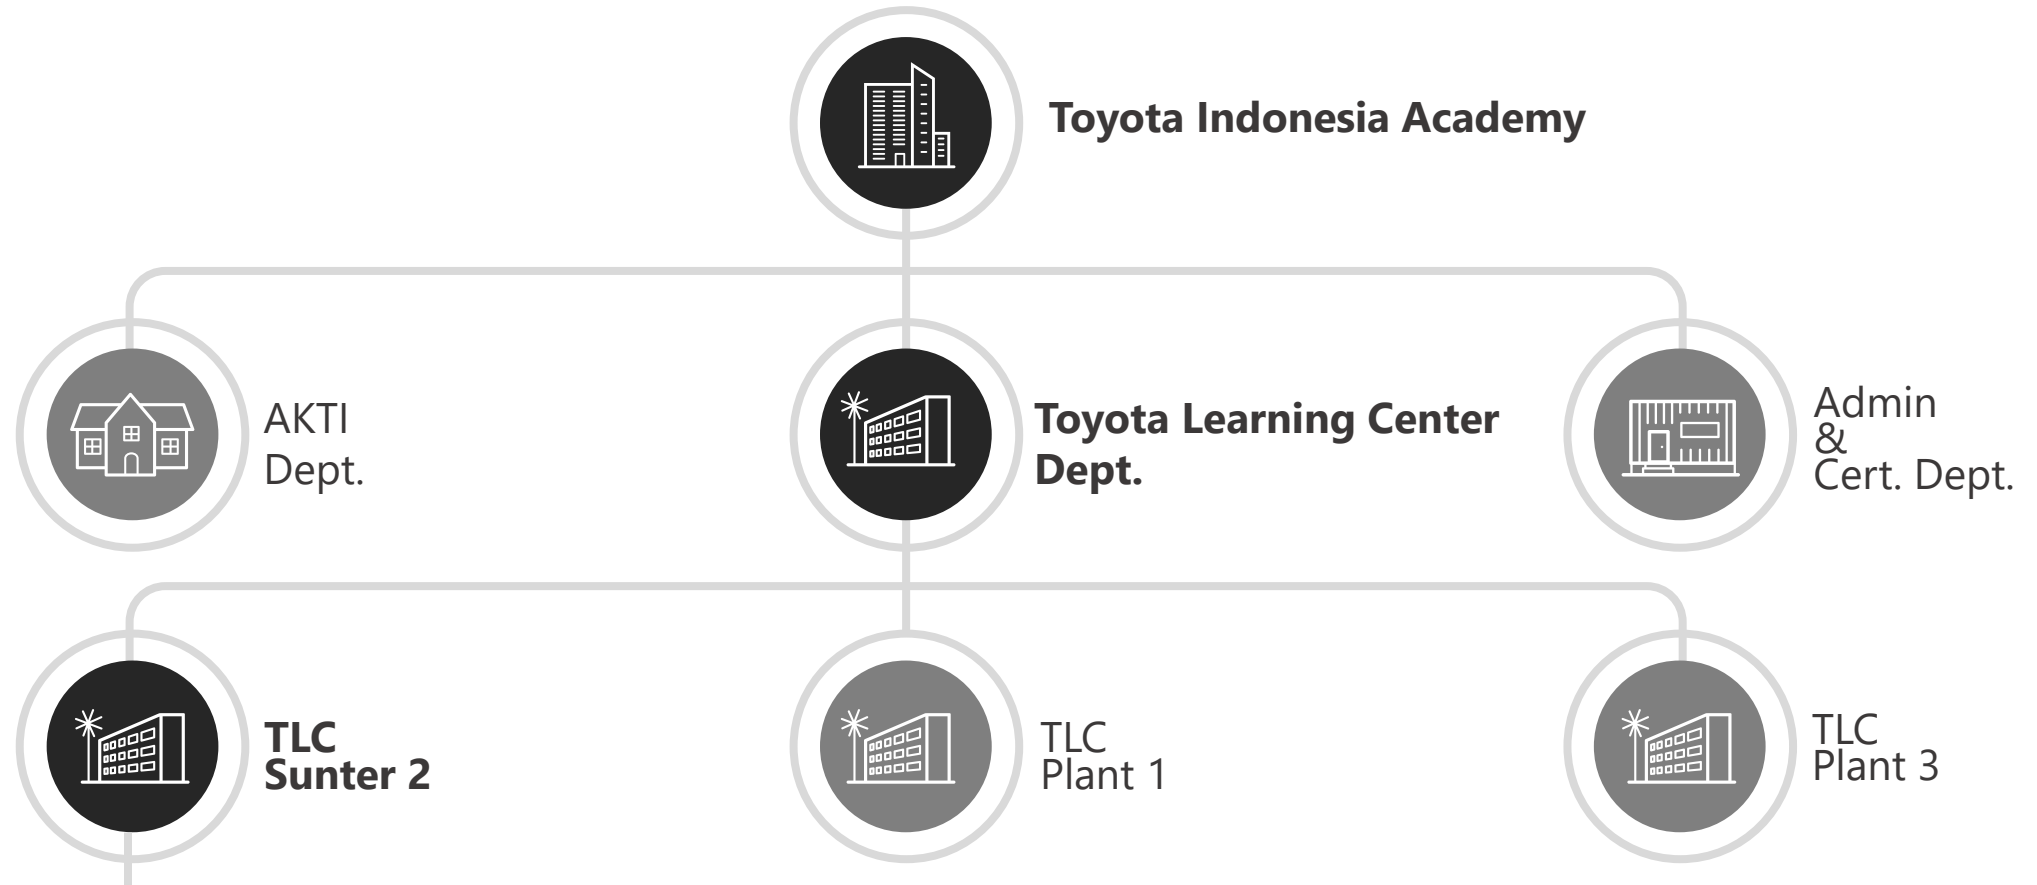 Toyota Indonesia Academy
AKTI
Dept.
Toyota Learning Center
Dept.
Admin
&
Cert. Dept.
TLC
Sunter 2
TLC
Plant 1
TLC
Plant 3